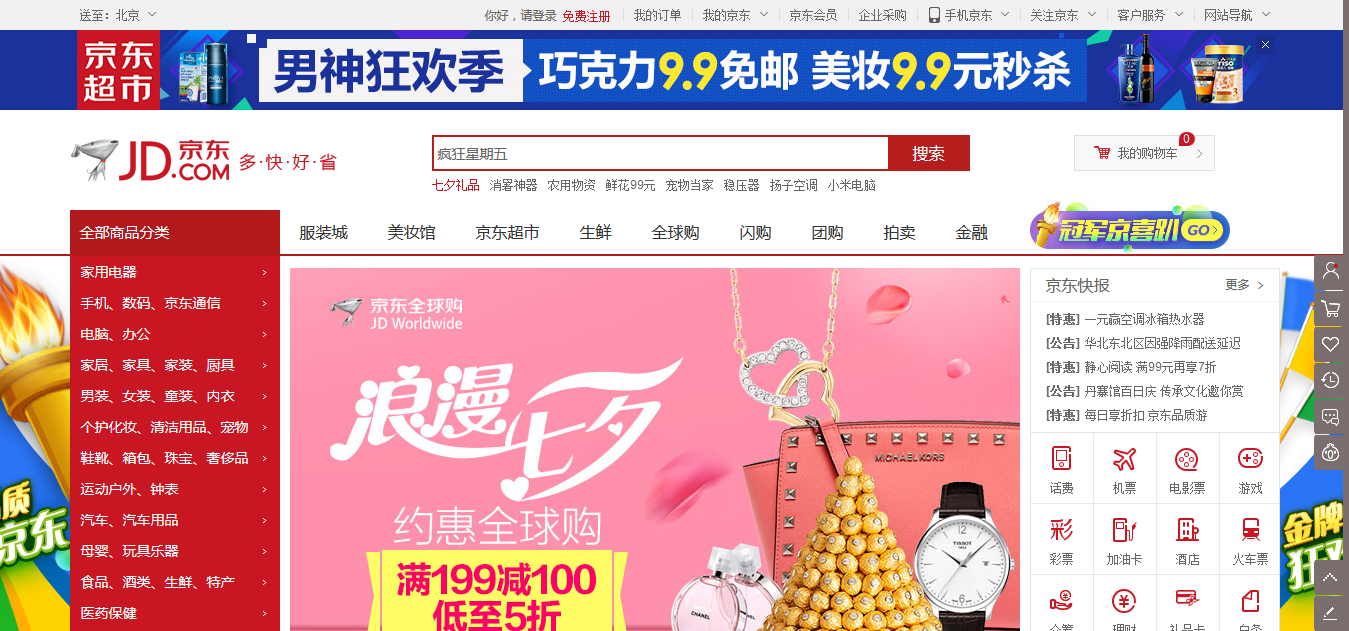 送至：北京
你好，请登录 免费注册 我的订单 我的京东 京东会员 企业采购 手机京东 关注京东 客户服务 网站导航
京东
超市
男神狂欢季
巧克力9.9免邮 美妆9.9元秒杀
JD.COM 京东
多·快·好·省
疯狂星期五
搜索
0
我的购物车
七夕礼品 消署神器 农用物资 鲜花99元 宠物当家 稳压器 扬子空调 小米电脑
全部商品分类
服装城 美妆馆 京东超市 生鲜 全球购 闪购 团购 拍卖 金融
冠军京喜趴 GO
家用电器
手机、数码、京东通信
电脑、办公
家居、家具、家装、厨具
男装、女装、童装、内衣
个护化妆、清洁用品、宠物
鞋靴、箱包、珠宝、奢侈品
运动户外、钟表
汽车、汽车用品
母婴、玩具乐器
食品、酒类、生鲜、特产
医药保健
京东全球购
JD Worldwide
浪漫七夕
约惠全球购
满199减100
低至5折
MICHAEL KORS
CHANEL
TISSOT
京东快报 更多
[特惠] 一元赢空调冰箱热水器
[公告] 华北东北区因强降雨配送延迟
[特惠] 静心阅读 满99元再享7折
[公告] 丹寨馆百日庆 传承文化邀你赏
[特惠] 每日享折扣 京东品质游
话费 机票 电影票 游戏
彩
彩票 加油卡 酒店 火车票
众筹 理财 礼品卡 白条
质
京东
金牌
狂